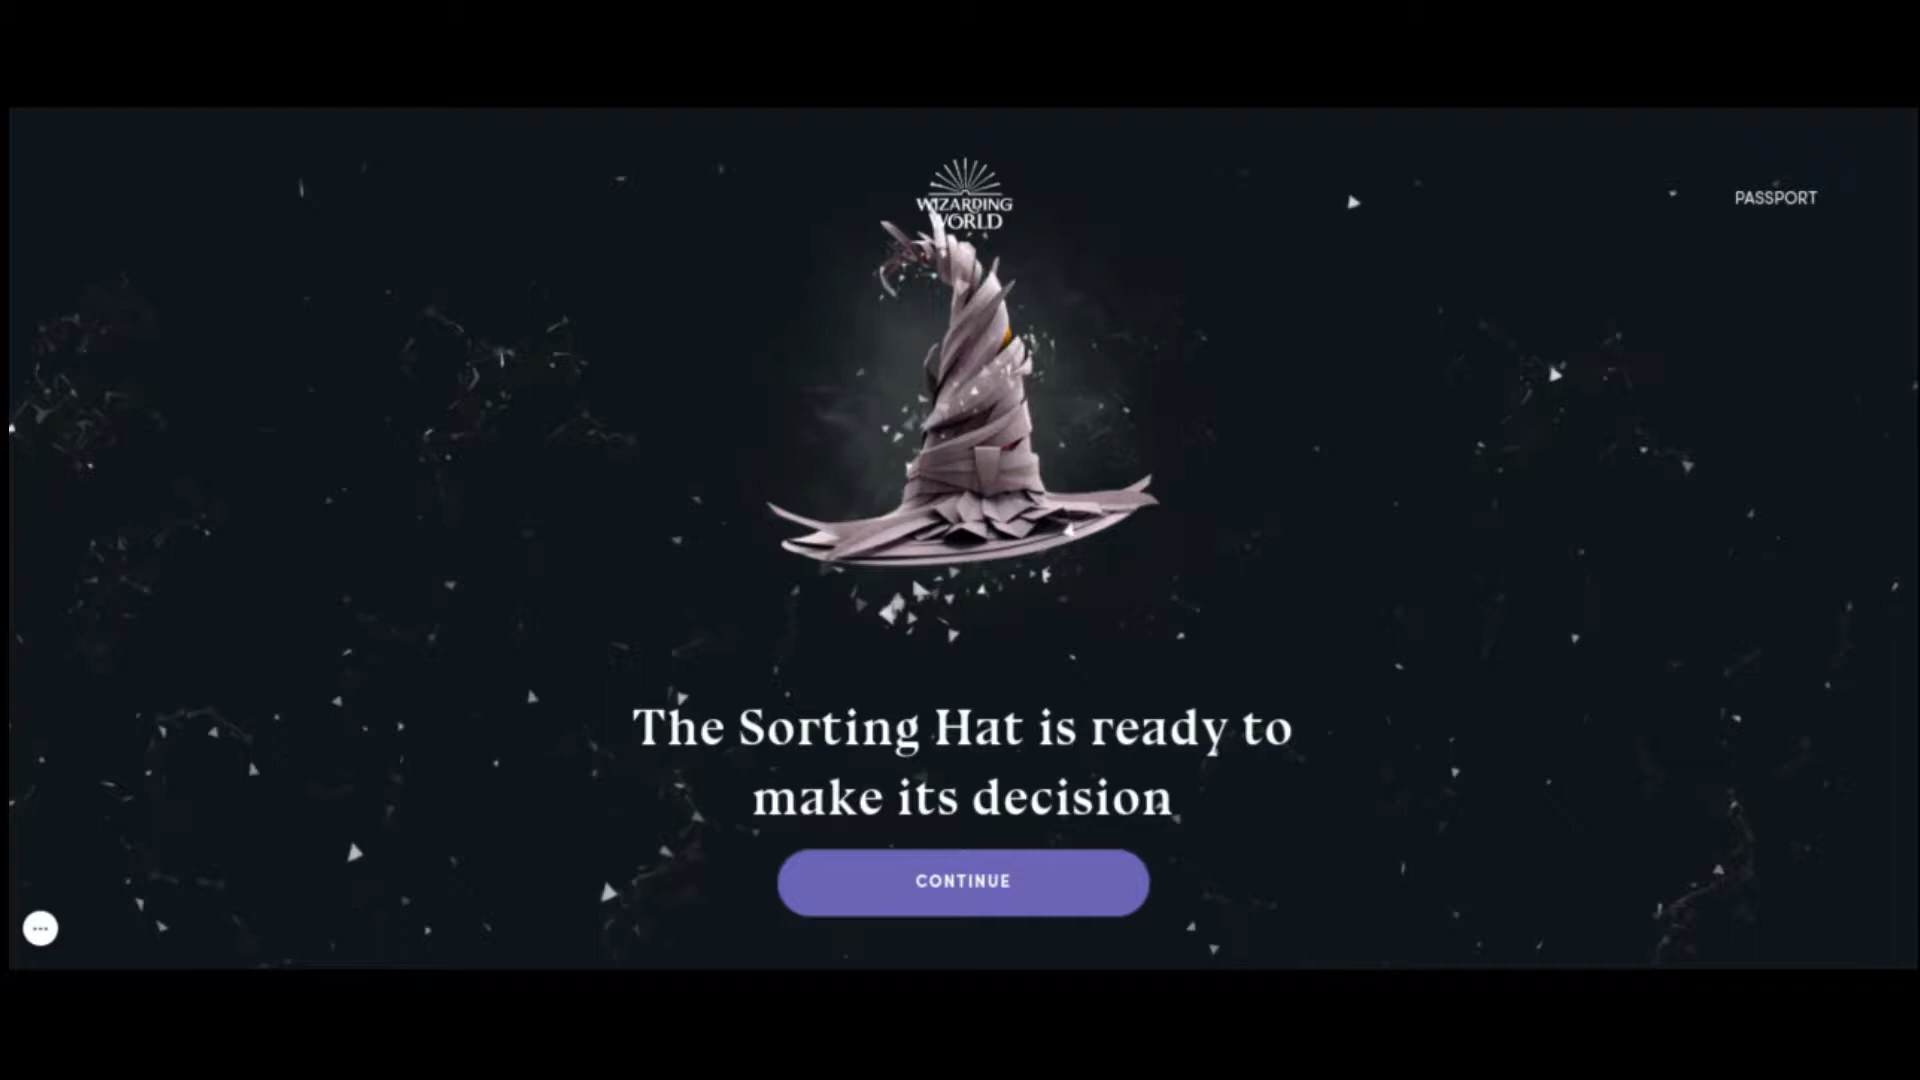 WIZARDING
WORLD
PASSPORT
The Sorting Hat is ready to
make its decision
CONTINUE